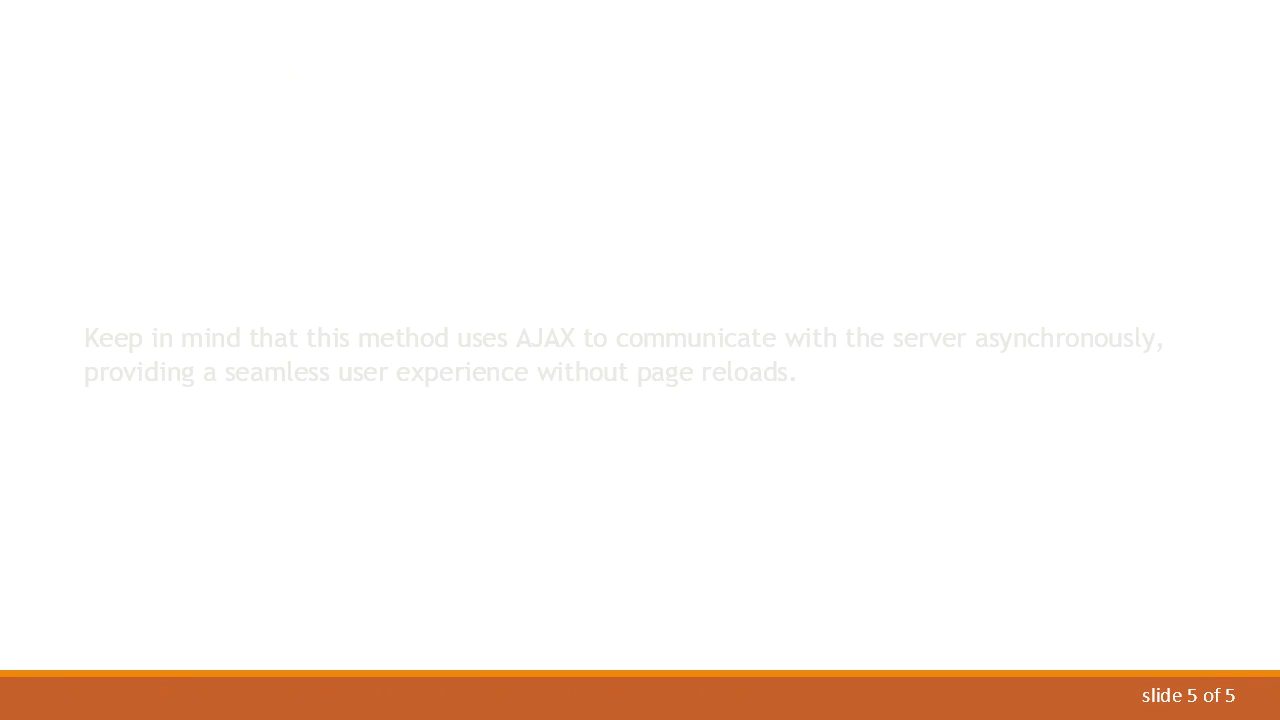 Keep in mind that this method uses AJAX to communicate with the server asynchronously,
providing a seamless user experience without page reloads.
slide 5 of 5